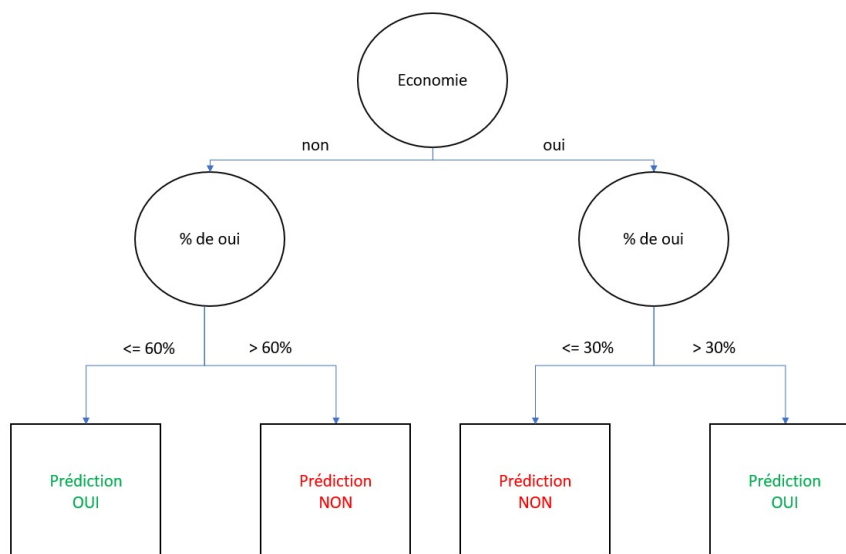 Economie
non
oui
% de oui
% de oui
<= 60%
> 60%
<= 30%
> 30%
Prédiction
OUI
Prédiction
NON
Prédiction
NON
Prédiction
OUI